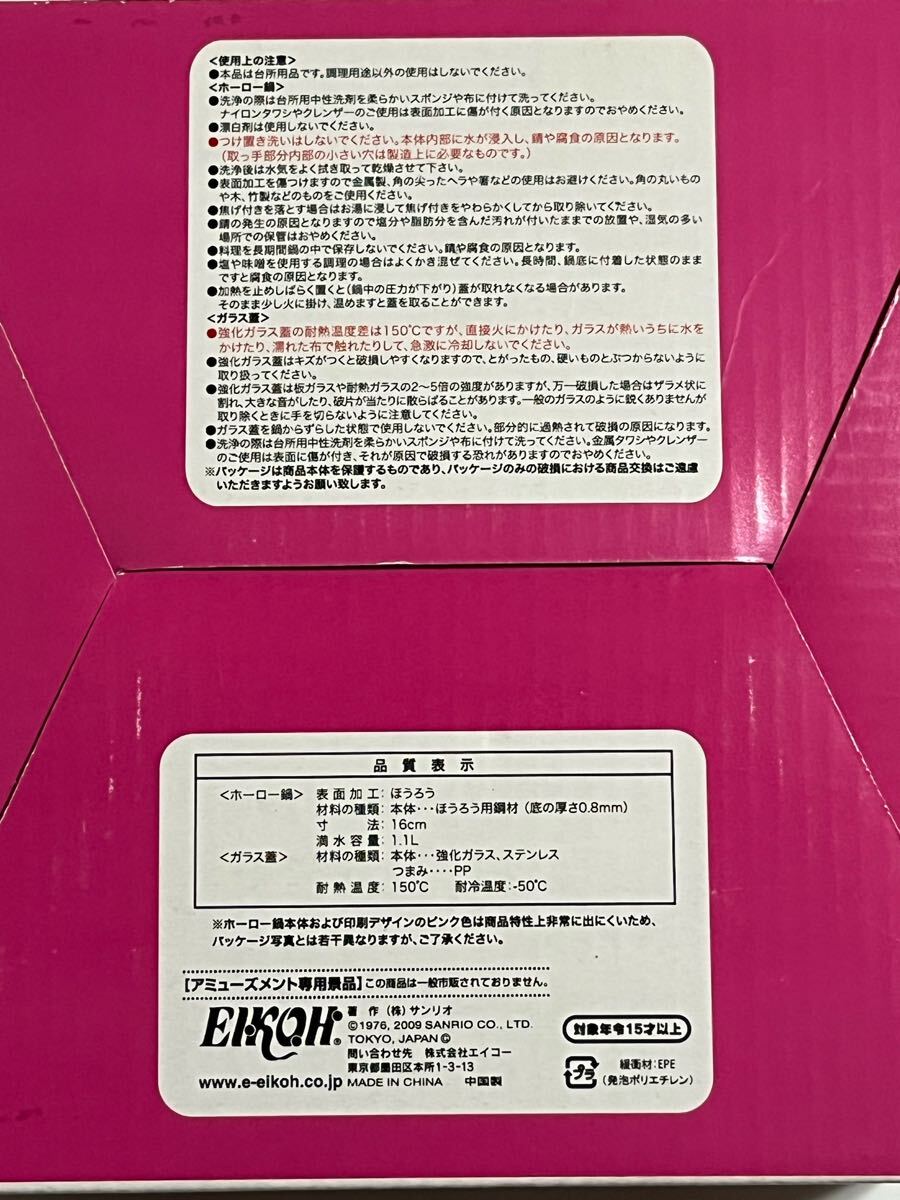 <使用上の注意>
●本品は台所用品です。調理用途以外の使用はしないでください。
<ホーロー鍋>
●洗浄の際は台所用中性洗剤を柔らかいスポンジや布に付けて洗ってください。
ナイロンタワシやクレンザーのご使用は表面加工に傷が付く原因となりますのでおやめください。
●漂白剤は使用しないでください。
●つけ置き洗いはしないでください。本体内部に水が浸入し、錆や腐食の原因となります。
(取っ手部分内部の小さい穴は製造上に必要なものです。)
●洗浄後は水気をよく拭き取って乾燥させて下さい。
●表面加工を傷つけますので金属製、角の尖ったヘラや箸などの使用はお避けください。角の丸いもの
や木、竹製などのものをご使用ください。
●焦げ付きを落とす場合はお湯に浸して焦げ付きをやわらかくしてから取り除いてください。
●錆の発生の原因となりますので塩分や脂肪分を含んだ汚れが付いたままでの放置や、湿気の多い
場所での保管はおやめください。
●料理を長期間鍋の中で保存しないでください。錆や腐食の原因となります。
●塩や味噌を使用する調理の場合はよくかき混ぜてください。長時間、鍋底に付着した状態のまま
ですと腐食の原因となります。
●加熱を止めしばらく置くと(鍋中の圧力が下がり)蓋が取れなくなる場合があります。
そのまま少し火に掛け、温めますと蓋を取ることができます。
<ガラス蓋>
●強化ガラス蓋の耐熱温度差は150℃ですが、直接火にかけたり、ガラスが熱いうちに水を
かけたり、濡れた布で触れたりして、急激に冷却しないでください。
●強化ガラス蓋はキズがつくと破損しやすくなりますので、とがったもの、硬いものとぶつからないように
取り扱ってください。
●強化ガラス蓋は板ガラスや耐熱ガラスの2〜5倍の強度がありますが、万一破損した場合はザラメ状に
割れ、大きな音がしたり、破片が当たりに散らばることがあります。一般のガラスのように鋭くありませんが
取り除くときに手を切らないように注意してください。
●ガラス蓋を鍋からずらした状態で使用しないでください。部分的に過熱されて破損の原因になります。
●洗浄の際は台所用中性洗剤を柔らかいスポンジや布に付けて洗ってください。金属タワシやクレンザー
のご使用は表面に傷が付き、それが原因で破損する恐れがありますのでおやめください。
※パッケージは商品本体を保護するものであり、パッケージのみの破損における商品交換はご遠慮
いただきますようお願い致します。
品質表示
<ホーロー鍋> 表面加工:ほうろう
材料の種類:本体・・・ほうろう用鋼材(底の厚さ0.8mm)
寸法:16cm
満水容量:1.1L
<ガラス蓋> 材料の種類:本体・・・強化ガラス、ステンレス
つまみ・・・・PP
耐熱温度:150℃ 耐冷温度:-50℃
※ホーロー鍋本体および印刷デザインのピンク色は商品特性上非常に出にくいため、
パッケージ写真とは若干異なりますが、ご了承ください。
[アミューズメント専用景品]この商品は一般市販されておりません。
EIKOH®
著作 (株)サンリオ
©1976, 2009 SANRIO CO., LTD.
TOKYO, JAPAN ©
問い合わせ先 株式会社エイコー
東京都墨田区本所1-3-13
www.e-eikoh.co.jp MADE IN CHINA 中国製
対象年令15才以上
プラ
緩衝材:EPE
(発泡ポリエチレン)